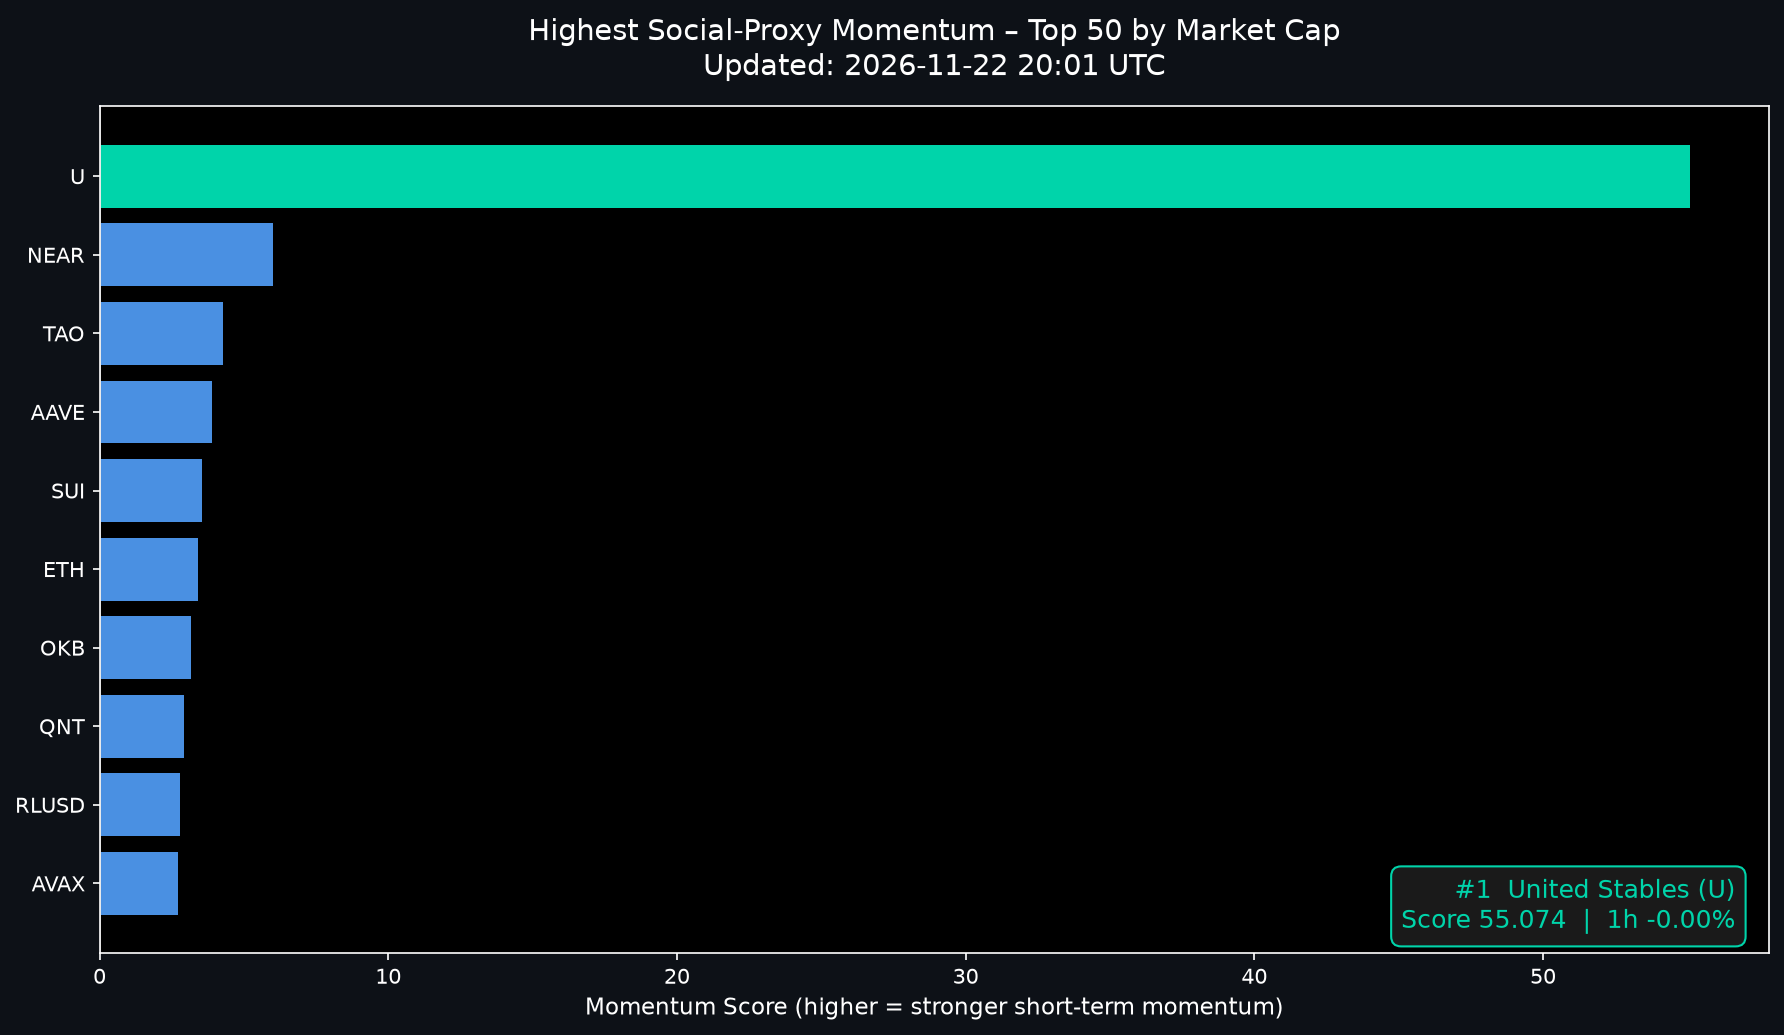 Highest Social-Proxy Momentum – Top 50 by Market Cap
Updated: 2026-11-22 20:01 UTC
U
NEAR
TAO
AAVE
SUI
ETH
OKB
QNT
RLUSD
AVAX
#1 United Stables (U)
Score 55.074 | 1h -0.00%
0 10 20 30 40 50
Momentum Score (higher = stronger short-term momentum)